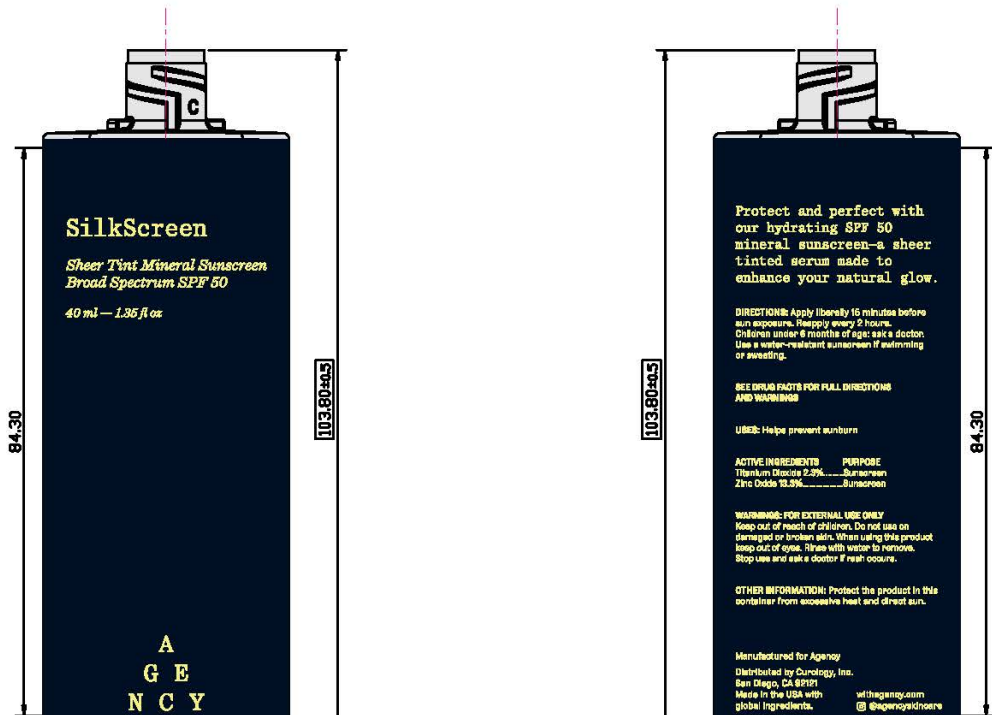 C
SilkScreen
Sheer Tint Mineral Sunscreen
Broad Spectrum SPF 50
40 ml — 1.35 fl oz
84.30
103.80±0.5
A
G E
N C Y
103.80±0.5
84.30
Protect and perfect with
our hydrating SPF 50
mineral sunscreen—a sheer
tinted serum made to
enhance your natural glow.
DIRECTIONS: Apply liberally 15 minutes before
sun exposure. Reapply every 2 hours.
Children under 6 months of age: ask a doctor.
Use a water-resistant sunscreen if swimming
or sweating.
SEE DRUG FACTS FOR FULL DIRECTIONS
AND WARNINGS
USES: Helps prevent sunburn
ACTIVE INGREDIENTS PURPOSE
Titanium Dioxide 2.3%......Sunscreen
Zinc Oxide 13.3%............Sunscreen
WARNINGS: FOR EXTERNAL USE ONLY
Keep out of reach of children. Do not use on
damaged or broken skin. When using this product
keep out of eyes. Rinse with water to remove.
Stop use and ask a doctor if rash occurs.
OTHER INFORMATION: Protect the product in this
container from excessive heat and direct sun.
Manufactured for Agency
Distributed by Curology, Inc.
San Diego, CA 92121
Made in the USA with withagency.com
global ingredients. @agencyskincare